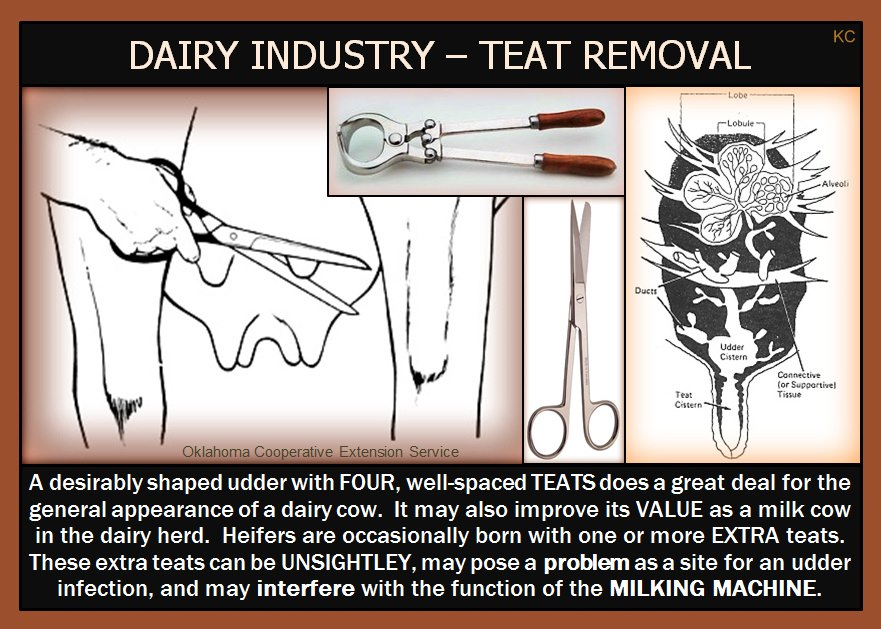 KC
DAIRY INDUSTRY – TEAT REMOVAL
Lobe
Lobule
Alveoli
Ducts
Udder
Cistern
Connective
(or Supportive)
Tissue
Teat
Cistern
Oklahoma Cooperative Extension Service
A desirably shaped udder with FOUR, well-spaced TEATS does a great deal for the
general appearance of a dairy cow. It may also improve its VALUE as a milk cow
in the dairy herd. Heifers are occasionally born with one or more EXTRA teats.
These extra teats can be UNSIGHTLEY, may pose a problem as a site for an udder
infection, and may interfere with the function of the MILKING MACHINE.